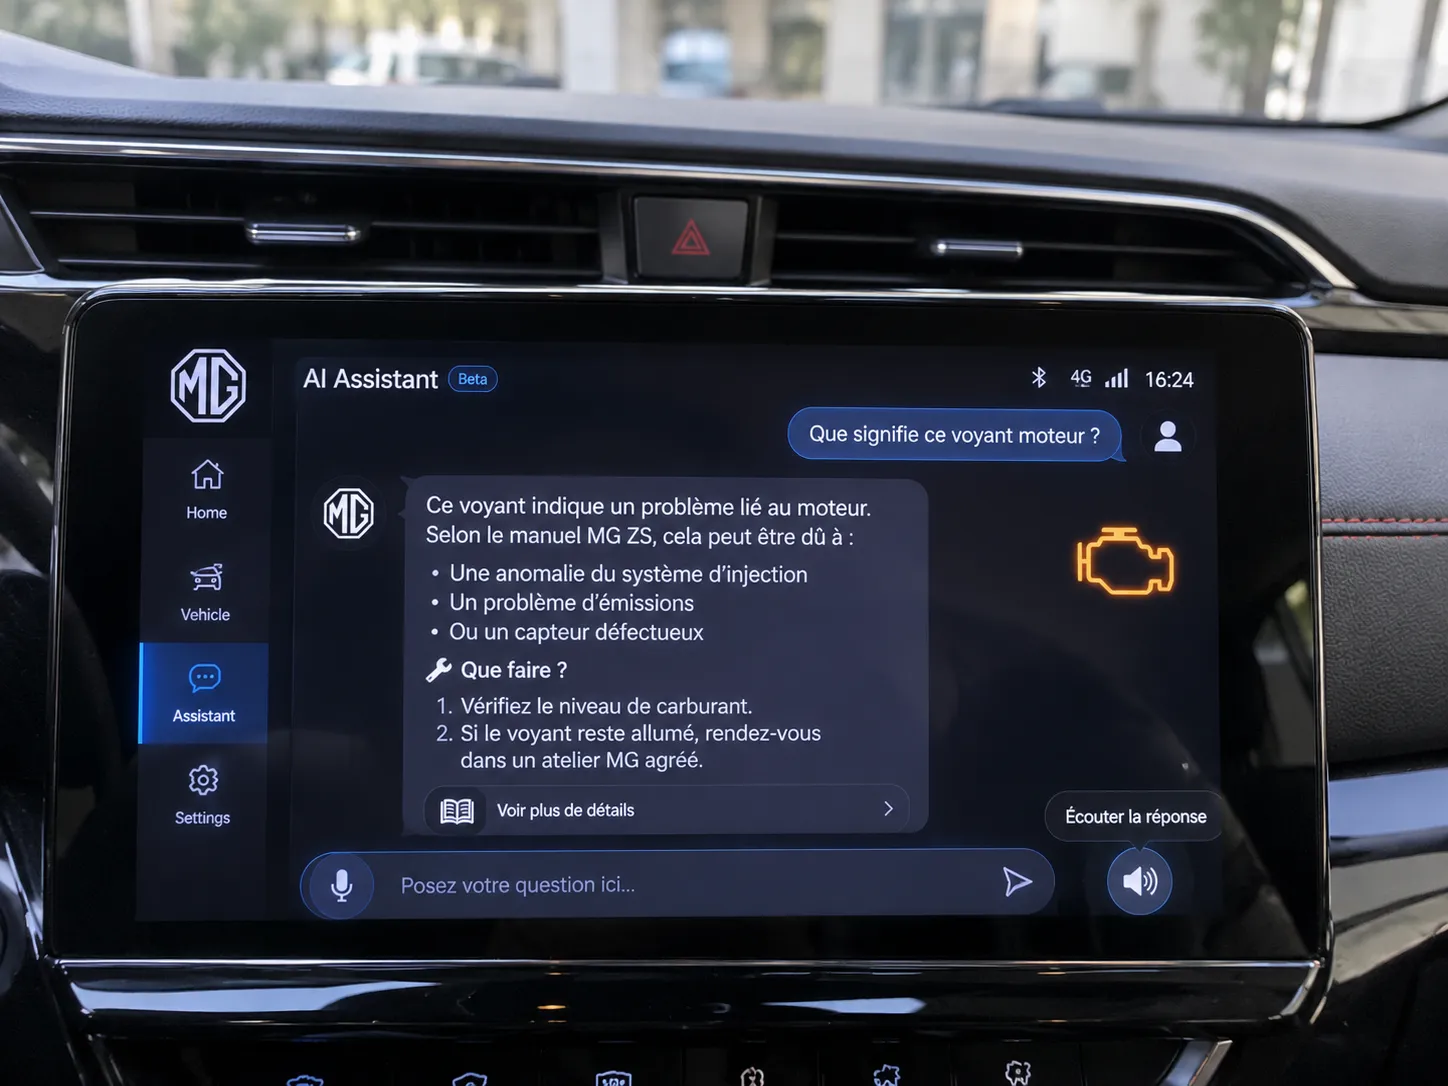 MG
AI Assistant Beta
4G 16:24
Que signifie ce voyant moteur ?
Home
Vehicle
Assistant
Settings
MG
Ce voyant indique un problème lié au moteur.
Selon le manuel MG ZS, cela peut être dû à :
• Une anomalie du système d’injection
• Un problème d’émissions
• Ou un capteur défectueux
Que faire ?
1. Vérifiez le niveau de carburant.
2. Si le voyant reste allumé, rendez-vous
dans un atelier MG agréé.
Voir plus de détails
Écouter la réponse
Posez votre question ici...